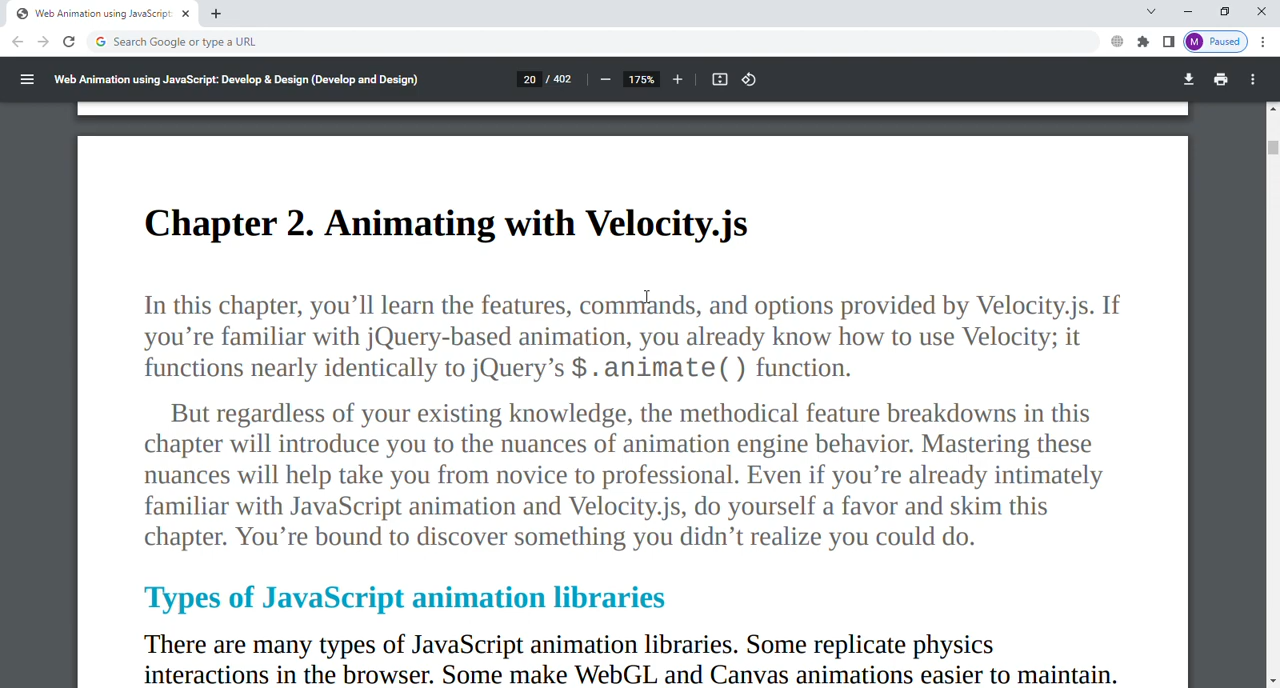 Web Animation using JavaScript:
Search Google or type a URL
M Paused
Web Animation using JavaScript: Develop & Design (Develop and Design)
20 / 402
175%
Chapter 2. Animating with Velocity.js
In this chapter, you’ll learn the features, commands, and options provided by Velocity.js. If
you’re familiar with jQuery-based animation, you already know how to use Velocity; it
functions nearly identically to jQuery’s $.animate() function.
But regardless of your existing knowledge, the methodical feature breakdowns in this
chapter will introduce you to the nuances of animation engine behavior. Mastering these
nuances will help take you from novice to professional. Even if you’re already intimately
familiar with JavaScript animation and Velocity.js, do yourself a favor and skim this
chapter. You’re bound to discover something you didn’t realize you could do.
Types of JavaScript animation libraries
There are many types of JavaScript animation libraries. Some replicate physics
interactions in the browser. Some make WebGL and Canvas animations easier to maintain.